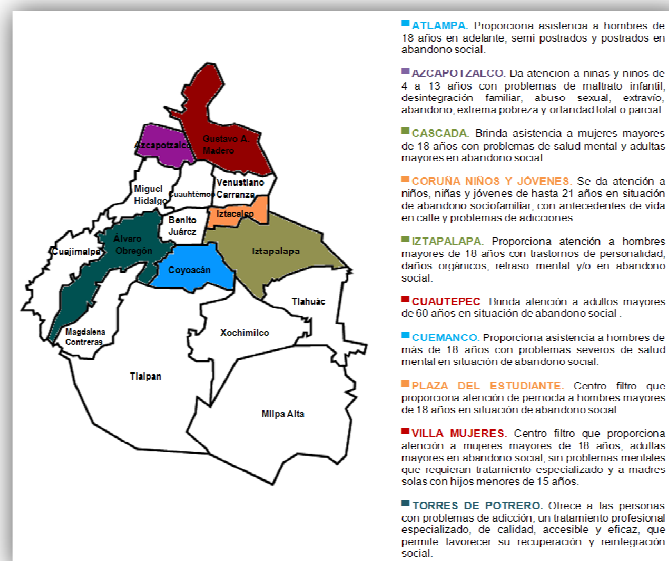 Gustavo A
Madero
Azcapotzalco
Miguel
Hidalgo
Cuauhtémoc
Venustiano
Carranza
Iztacalco
Benito
Juárez
Alvaro
Obregón
Cuajimalpa
Iztapalapa
Coyoacán
Tlahuác
Magdalena
Contreras
Xochimilco
Tlalpan
Milpa Alta
ATLAMPA. Proporciona asistencia a hombres de
18 años en adelante, semi postrados y postrados en
abandono social.
AZCAPOTZALCO. Da atención a niñas y niños de
4 a 13 años con problemas de maltrato infantil,
desintegración familiar, abuso sexual, extravío,
abandono, extrema pobreza y orfandad total o parcial.
CASCADA. Brinda asistencia a mujeres mayores
de 18 años con problemas de salud mental y adultas
mayores en abandono social
CORUÑA NIÑOS Y JÓVENES. Se da atención a
niños, niñas y jóvenes de hasta 21 años en situación
de abandono sociofamiliar, con antecedentes de vida
en calle y problemas de adicciones
IZTAPALAPA. Proporciona atención a hombres
mayores de 18 años con trastornos de personalidad,
daños orgánicos, retraso mental y/o en abandono
social.
CUAUTEPEC. Brinda atención a adultos mayores
de 60 años en situación de abandono social .
CUEMANCO. Proporciona asistencia a hombres de
más de 18 años con problemas severos de salud
mental en situación de abandono social.
PLAZA DEL ESTUDIANTE. Centro filtro que
proporciona atención de pernocta a hombres mayores
de 18 años en situación de abandono social
VILLA MUJERES. Centro filtro que proporciona
atención a mujeres mayores de 18 años, adultas
mayores en abandono social, sin problemas mentales
que requieran tratamiento especializado y a madres
solas con hijos menores de 15 años.
TORRES DE POTRERO. Ofrece a las personas
con problemas de adicción, un tratamiento profesional
especializado, de calidad, accesible y eficaz, que
permite favorecer su recuperación y reintegración
social.